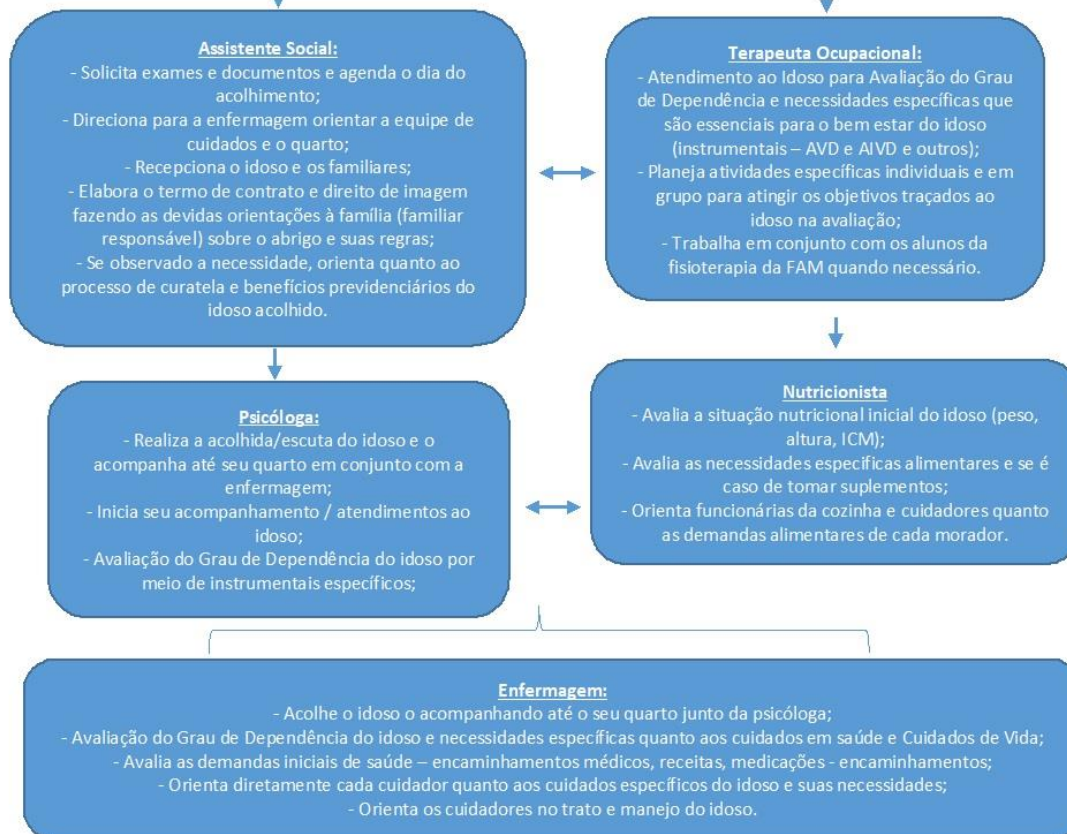 Assistente Social:
- Solicita exames e documentos e agenda o dia do
acolhimento;
- Direciona para a enfermagem orientar a equipe de
cuidados e o quarto;
- Recepciona o idoso e os familiares;
- Elabora o termo de contrato e direito de imagem
fazendo as devidas orientações à família (familiar
responsável) sobre o abrigo e suas regras;
- Se observado a necessidade, orienta quanto ao
processo de curatela e benefícios previdenciários do
idoso acolhido.
Terapeuta Ocupacional:
- Atendimento ao Idoso para Avaliação do Grau
de Dependência e necessidades específicas que
são essenciais para o bem estar do idoso
(instrumentais – AVD e AIVD e outros);
- Planeja atividades específicas individuais e em
grupo para atingir os objetivos traçados ao
idoso na avaliação;
- Trabalha em conjunto com os alunos da
fisioterapia da FAM quando necessário.
Psicóloga:
- Realiza a acolhida/escuta do idoso e o
acompanha até seu quarto em conjunto com a
enfermagem;
- Inicia seu acompanhamento / atendimentos ao
idoso;
- Avaliação do Grau de Dependência do idoso por
meio de instrumentais específicos;
Nutricionista
- Avalia a situação nutricional inicial do idoso (peso,
altura, ICM);
- Avalia as necessidades especificas alimentares e se é
caso de tomar suplementos;
- Orienta funcionárias da cozinha e cuidadores quanto
as demandas alimentares de cada morador.
Enfermagem:
- Acolhe o idoso o acompanhando até o seu quarto junto da psicóloga;
- Avaliação do Grau de Dependência do idoso e necessidades específicas quanto aos cuidados em saúde e Cuidados de Vida;
- Avalia as demandas iniciais de saúde – encaminhamentos médicos, receitas, medicações - encaminhamentos;
- Orienta diretamente cada cuidador quanto aos cuidados específicos do idoso e suas necessidades;
- Orienta os cuidadores no trato e manejo do idoso.